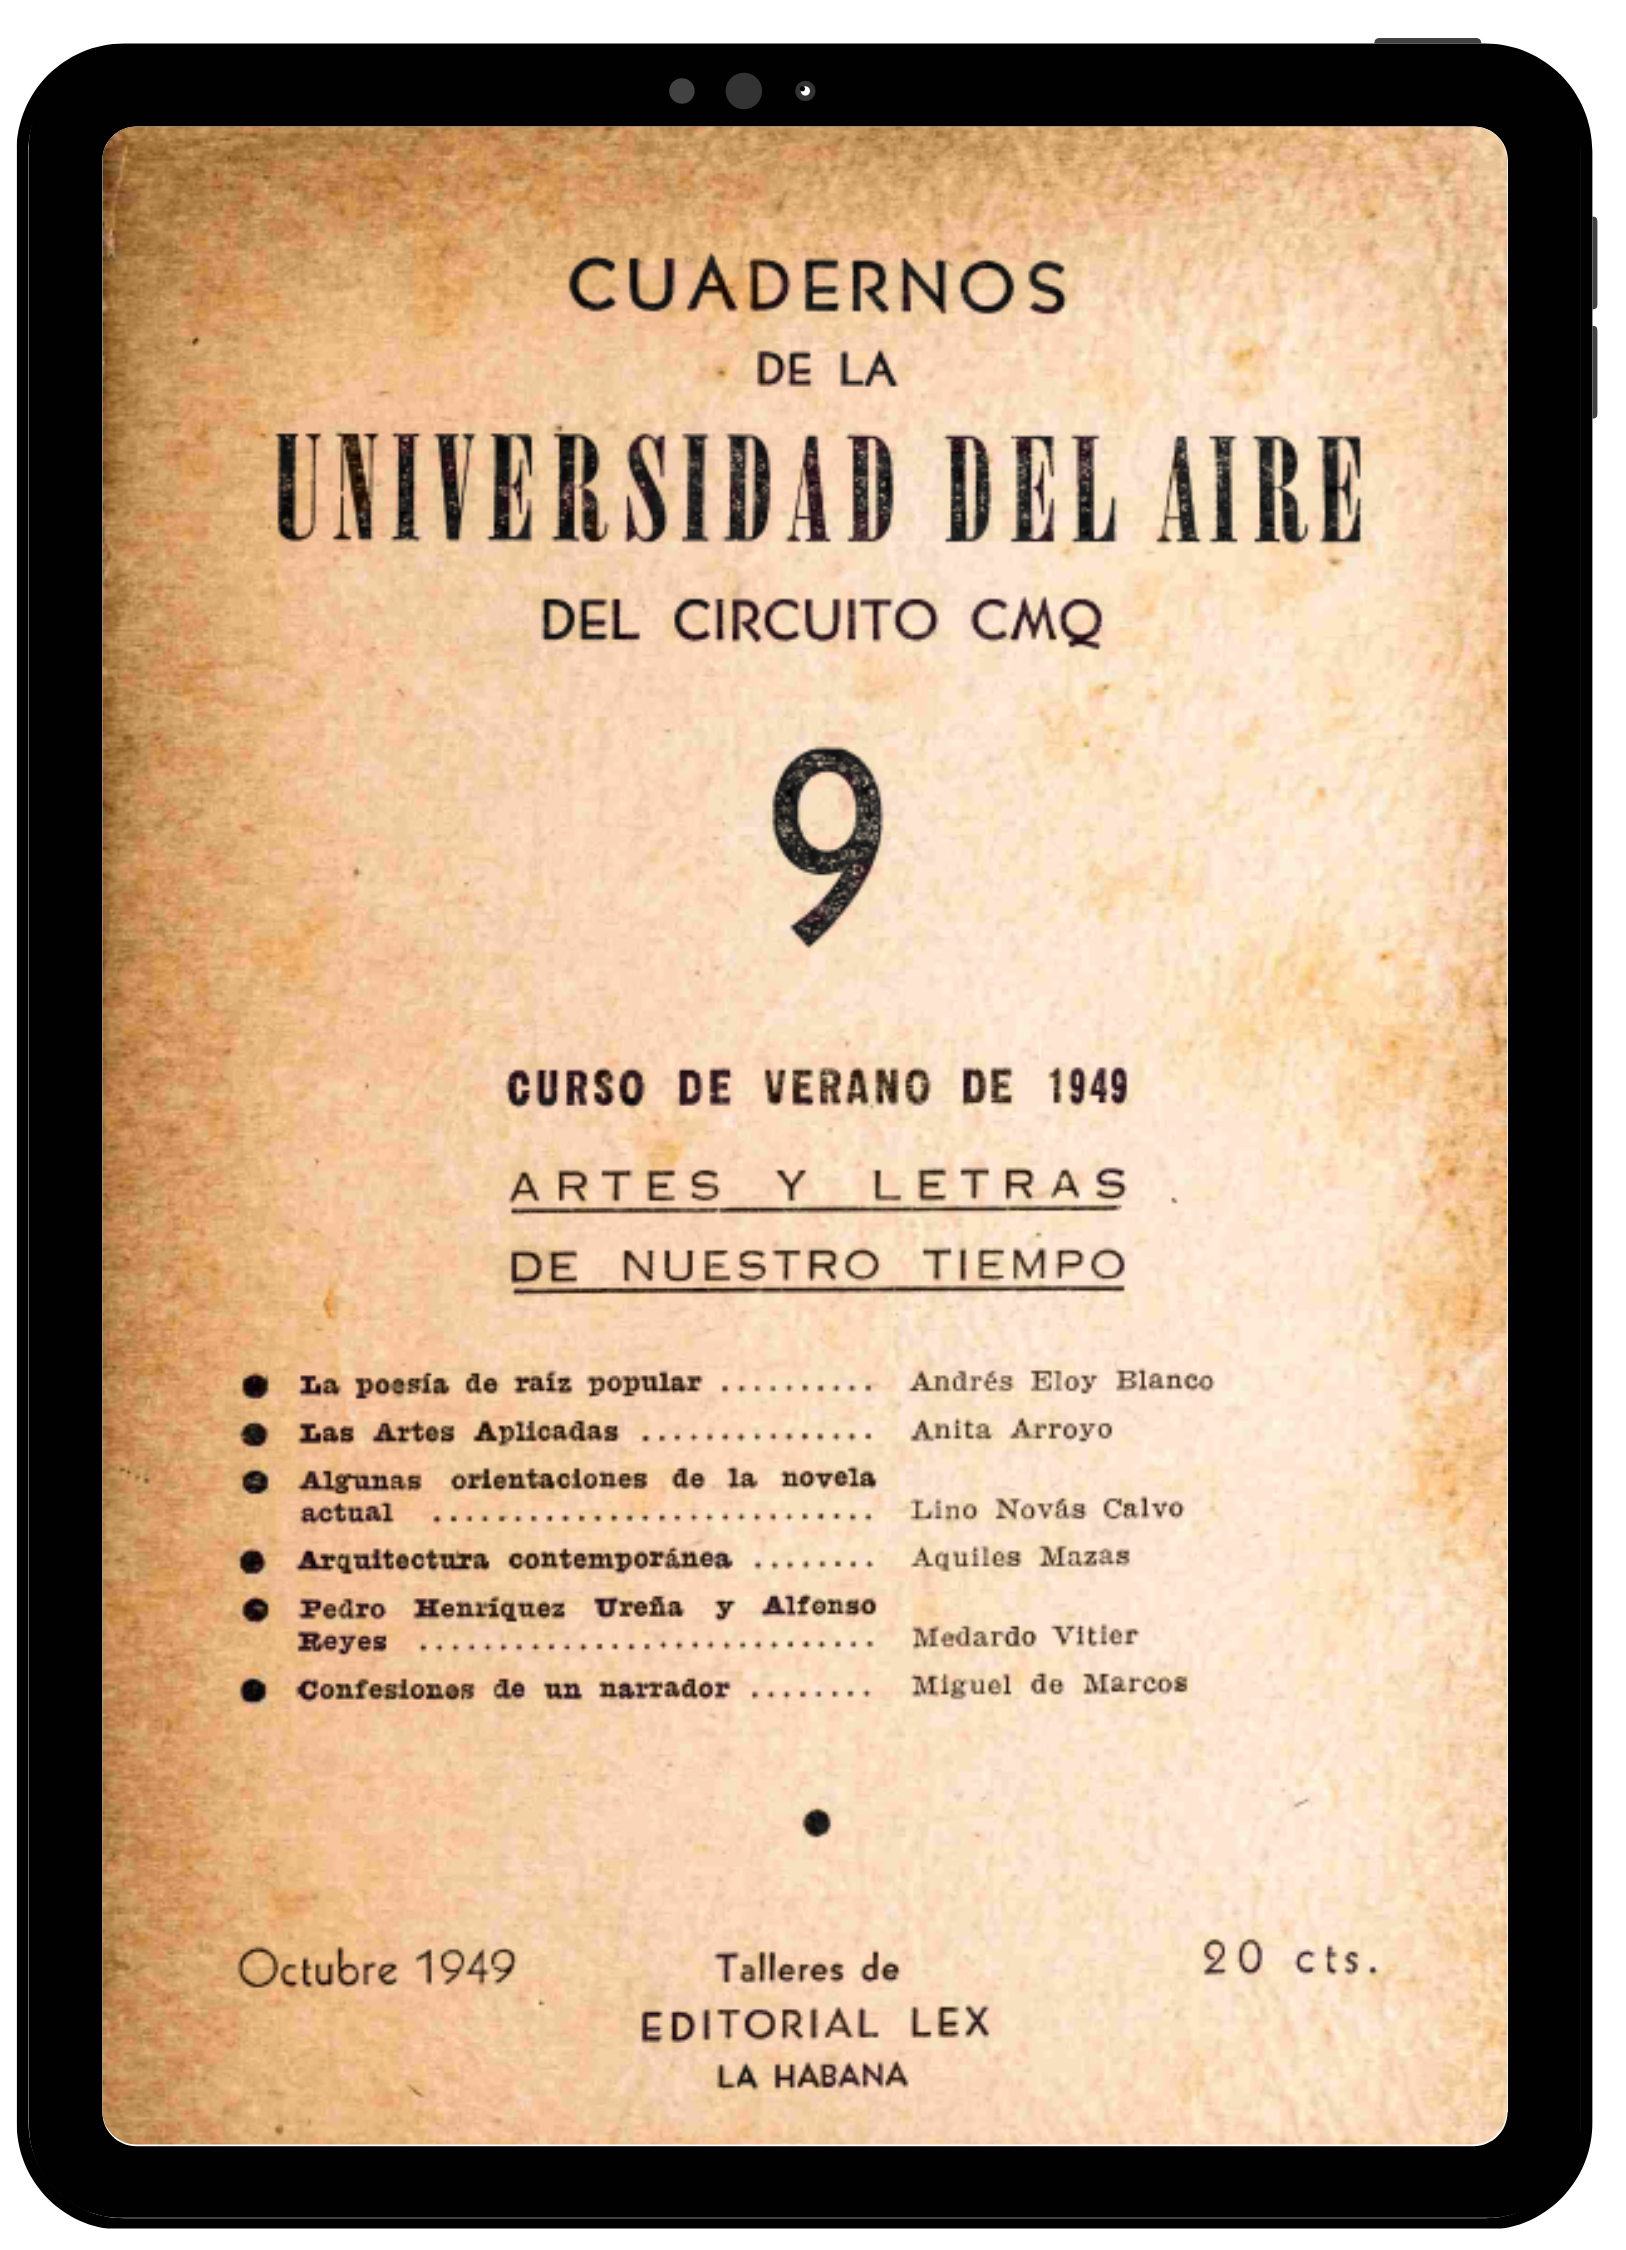 CUADERNOS
DE LA
UNIVERSIDAD DEL AIRE
DEL CIRCUITO CMQ
9
CURSO DE VERANO DE 1949
ARTES Y LETRAS
DE NUESTRO TIEMPO
● La poesía de raíz popular .......... Andrés Eloy Blanco
● Las Artes Aplicadas ............... Anita Arroyo
● Algunas orientaciones de la novela
actual ............................ Lino Novás Calvo
● Arquitectura contemporánea ........ Aquiles Mazas
● Pedro Henríquez Ureña y Alfonso
Reyes ............................. Medardo Vitier
● Confesiones de un narrador ........ Miguel de Marcos
●
Octubre 1949 Talleres de 20 cts.
EDITORIAL LEX
LA HABANA